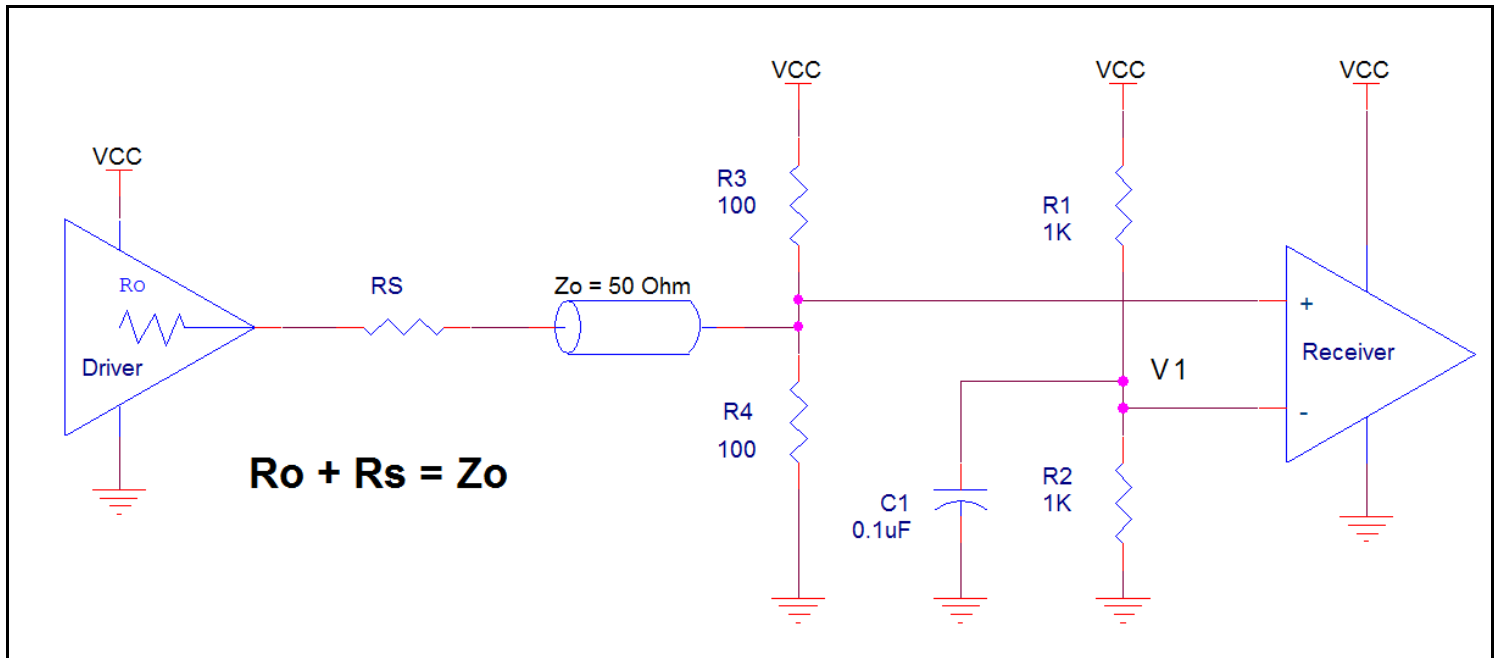 VCC
VCC
VCC
VCC
R3
100
R1
1K
Ro
RS
Zo = 50 Ohm
+
Driver
Receiver
V1
-
R4
100
Ro + Rs = Zo
R2
1K
C1
0.1uF